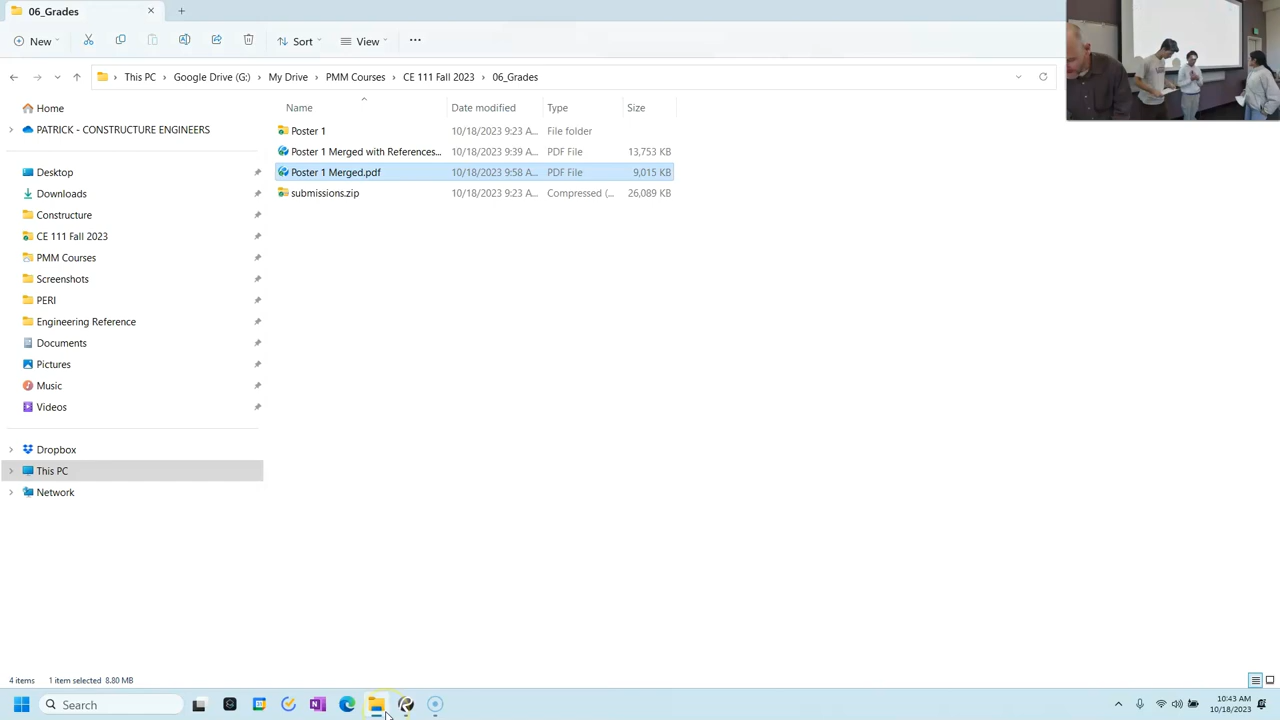 06_Grades
New
Sort
View
This PC
Google Drive (G:)
My Drive
PMM Courses
CE 111 Fall 2023
06_Grades
Name
Date modified
Type
Size
Home
PATRICK - CONSTRUCTURE ENGINEERS
Desktop
Downloads
Constructure
CE 111 Fall 2023
PMM Courses
Screenshots
PERI
Engineering Reference
Documents
Pictures
Music
Videos
Dropbox
This PC
Network
Poster 1 10/18/2023 9:23 A... File folder
Poster 1 Merged with References... 10/18/2023 9:39 A... PDF File 13,753 KB
Poster 1 Merged.pdf 10/18/2023 9:58 A... PDF File 9,015 KB
submissions.zip 10/18/2023 9:23 A... Compressed (... 26,089 KB
4 items 1 item selected 8.80 MB
Search
10:43 AM
10/18/2023